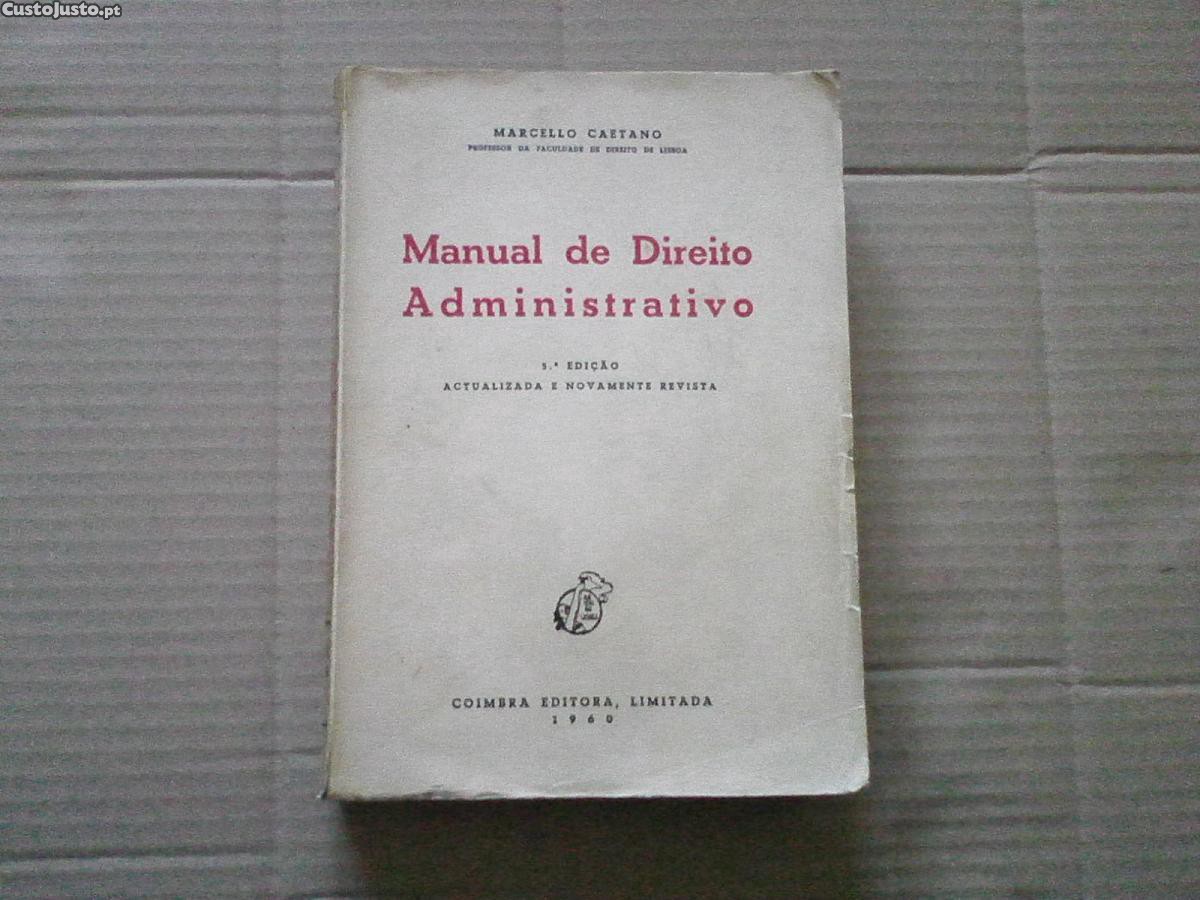 CustoJusto.pt
MARCELLO CAETANO
PROFESSOR DA FACULDADE DE DIREITO DE LISBOA
Manual de Direito
Administrativo
5.ª EDIÇÃO
ACTUALIZADA E NOVAMENTE REVISTA
COIMBRA EDITORA, LIMITADA
1960